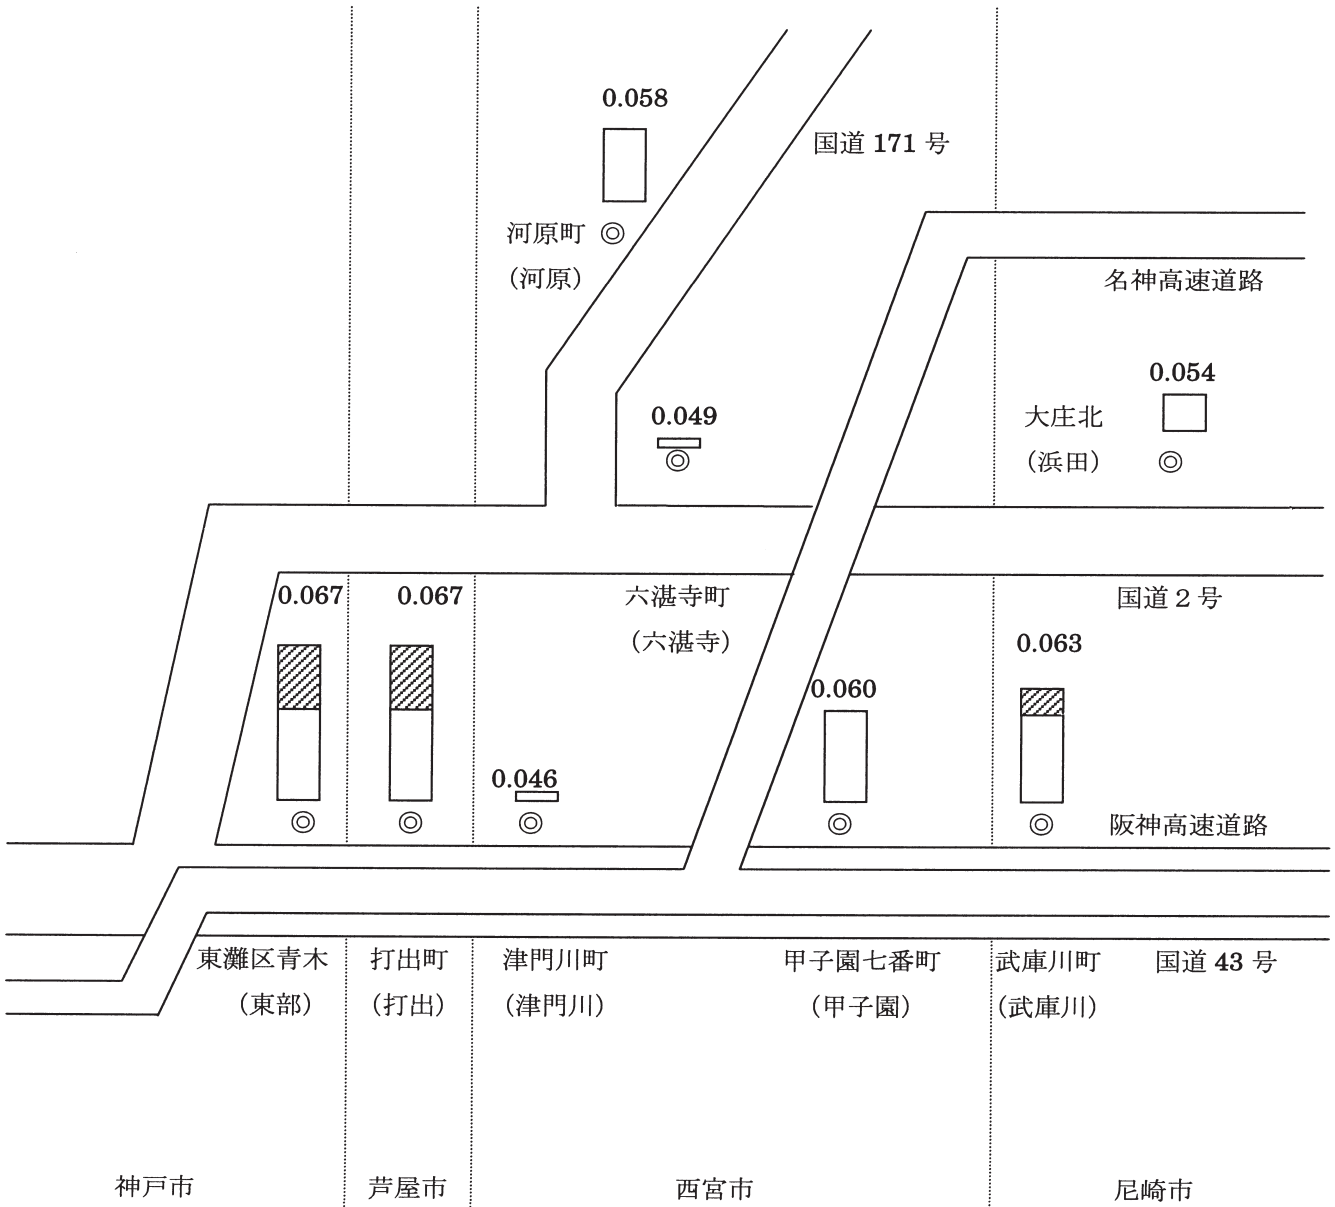 0.058
国道 171 号
河原町
(河原)
名神高速道路
0.054
0.049
大庄北
(浜田)
0.067
0.067
六湛寺町
(六湛寺)
国道 2 号
0.063
0.060
0.046
阪神高速道路
東灘区青木
(東部)
打出町
(打出)
津門川町
(津門川)
甲子園七番町
(甲子園)
武庫川町
(武庫川)
国道 43 号
神戸市
芦屋市
西宮市
尼崎市